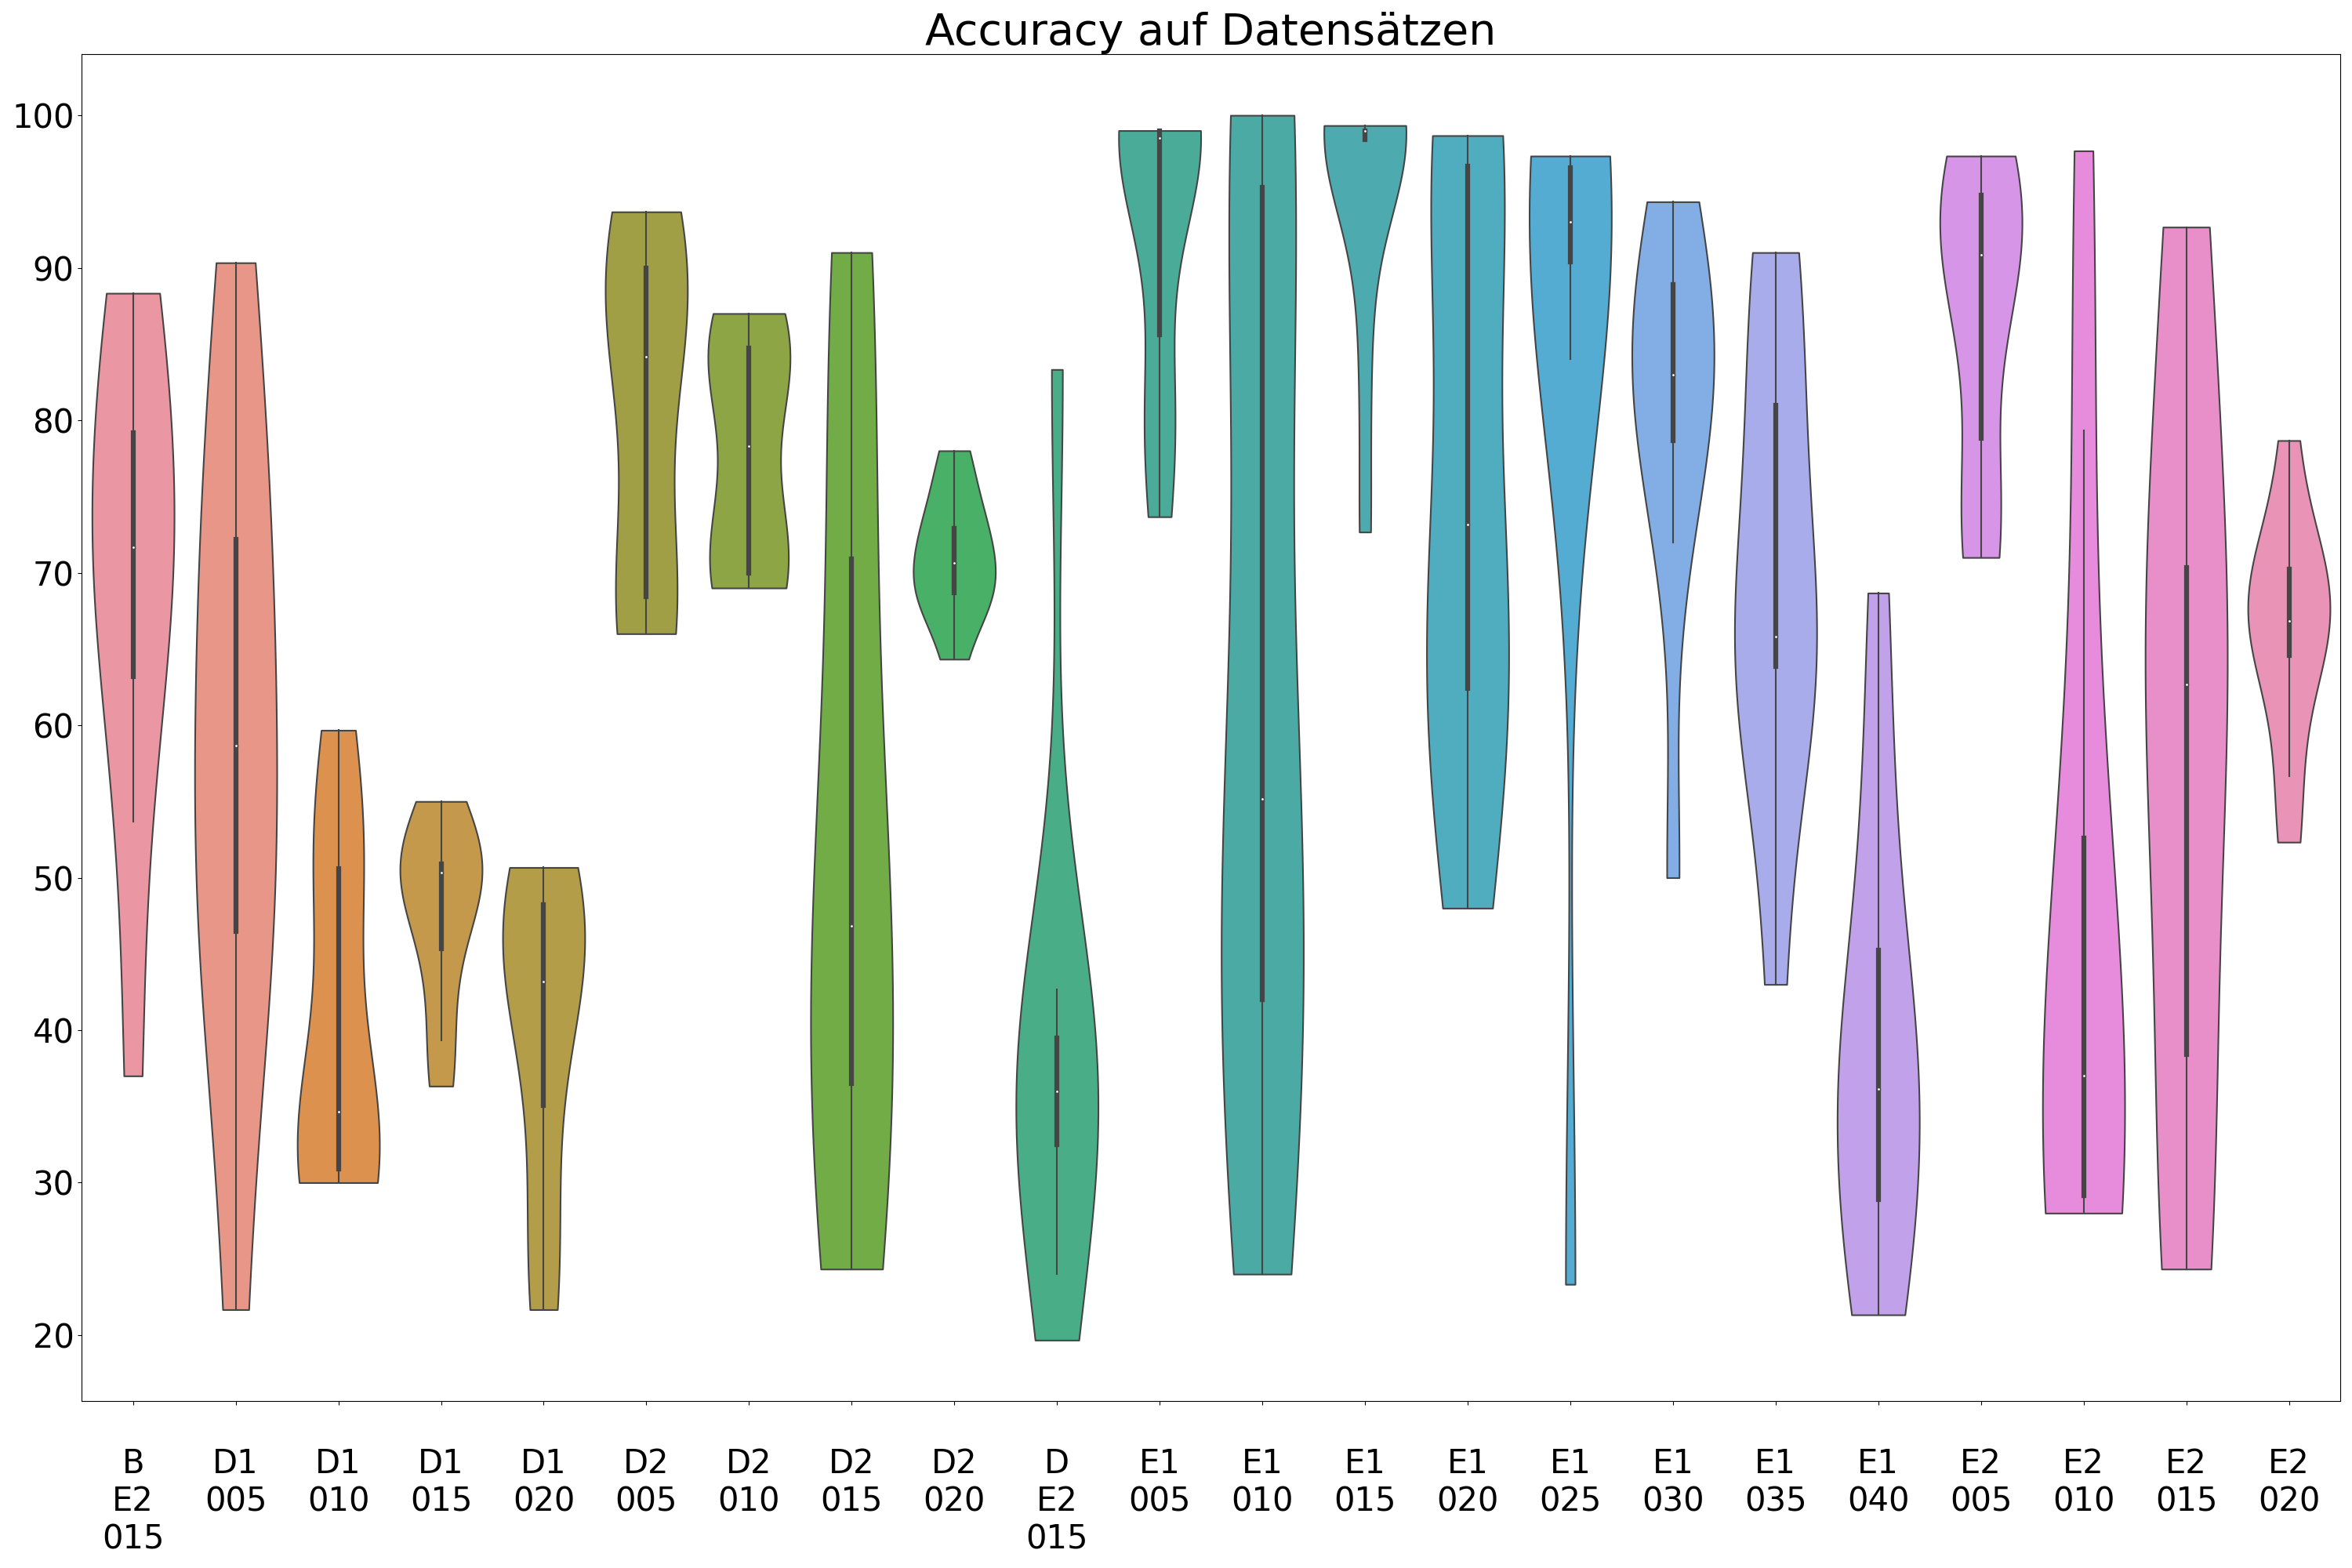 Accuracy auf Datensätzen
100
90
80
70
60
50
40
30
20
B E2 015
D1 005
D1 010
D1 015
D1 020
D2 005
D2 010
D2 015
D2 020
D E2 015
E1 005
E1 010
E1 015
E1 020
E1 025
E1 030
E1 035
E1 040
E2 005
E2 010
E2 015
E2 020